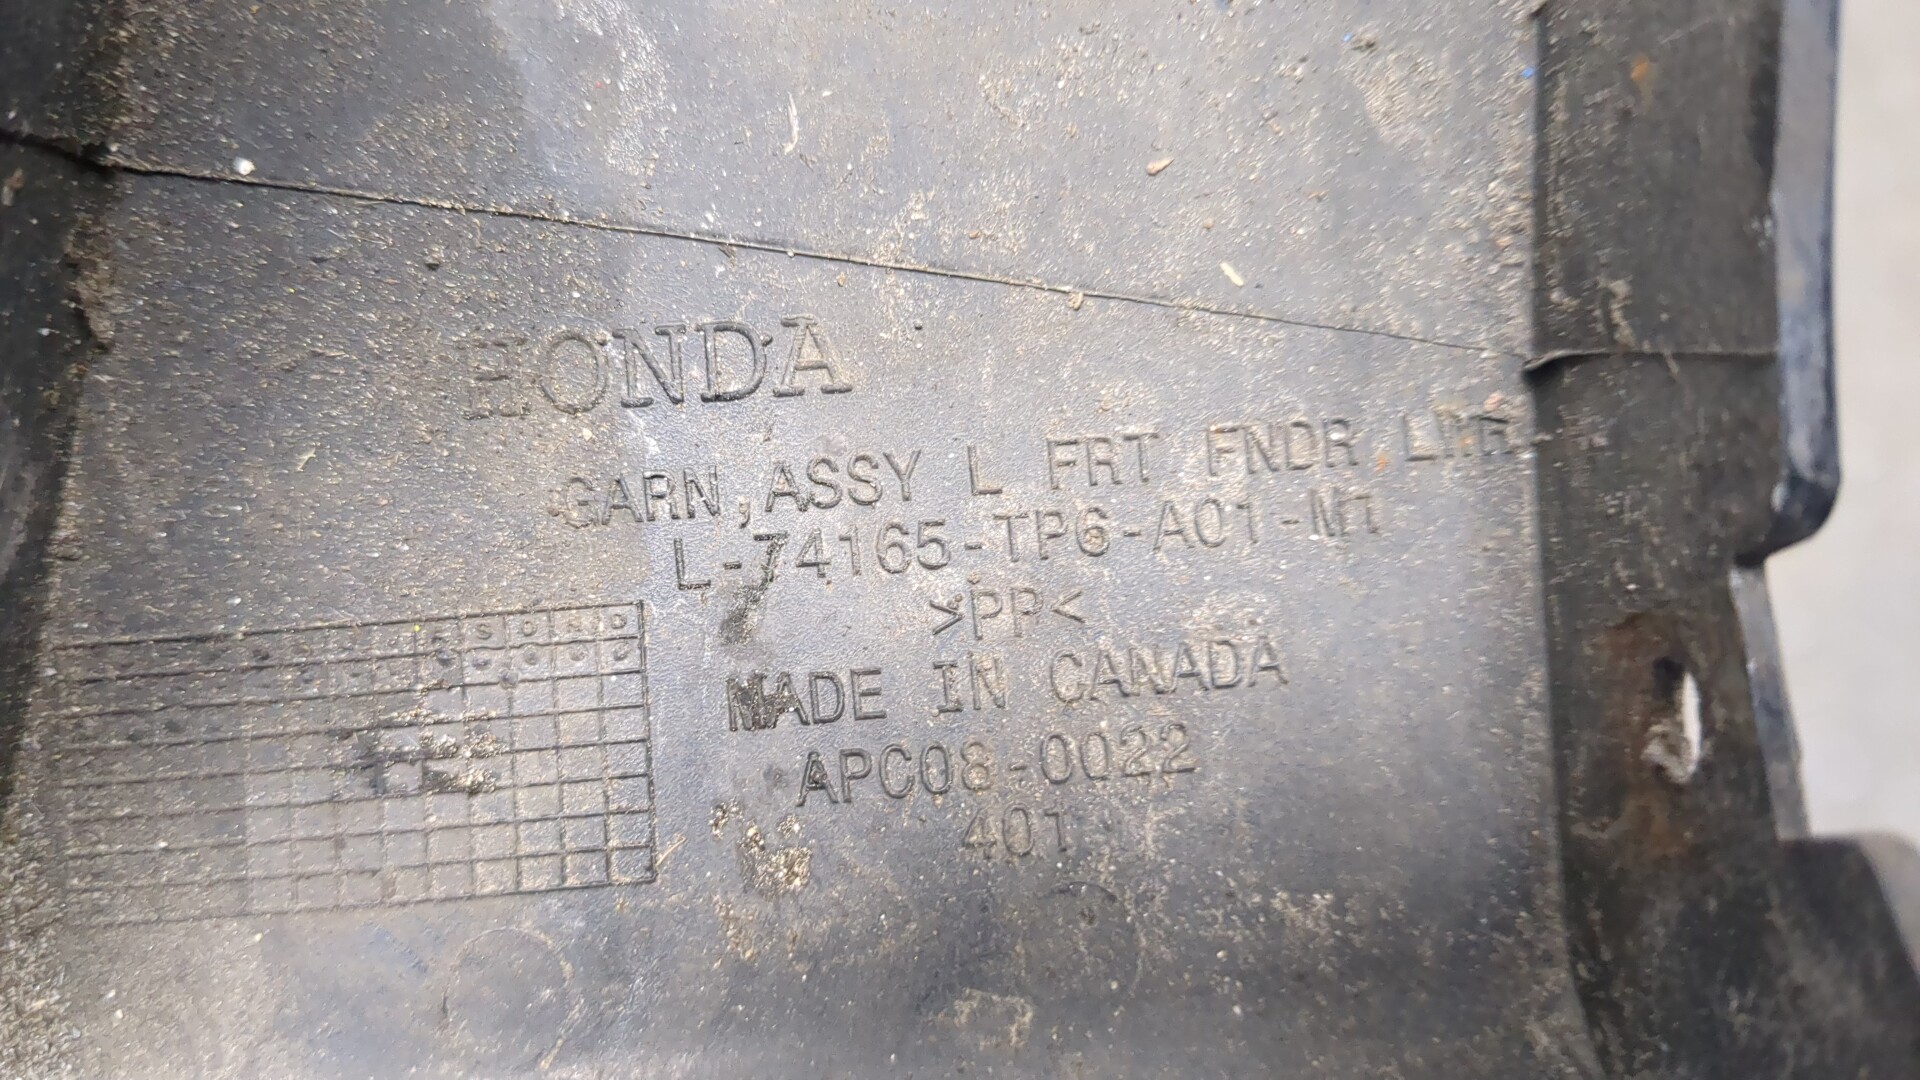 HONDA
GARN,ASSY L FRT FNDR LWR
L-74165-TP6-A01-M1
>PP<
MADE IN CANADA
APC08-0022
401
J S O N D